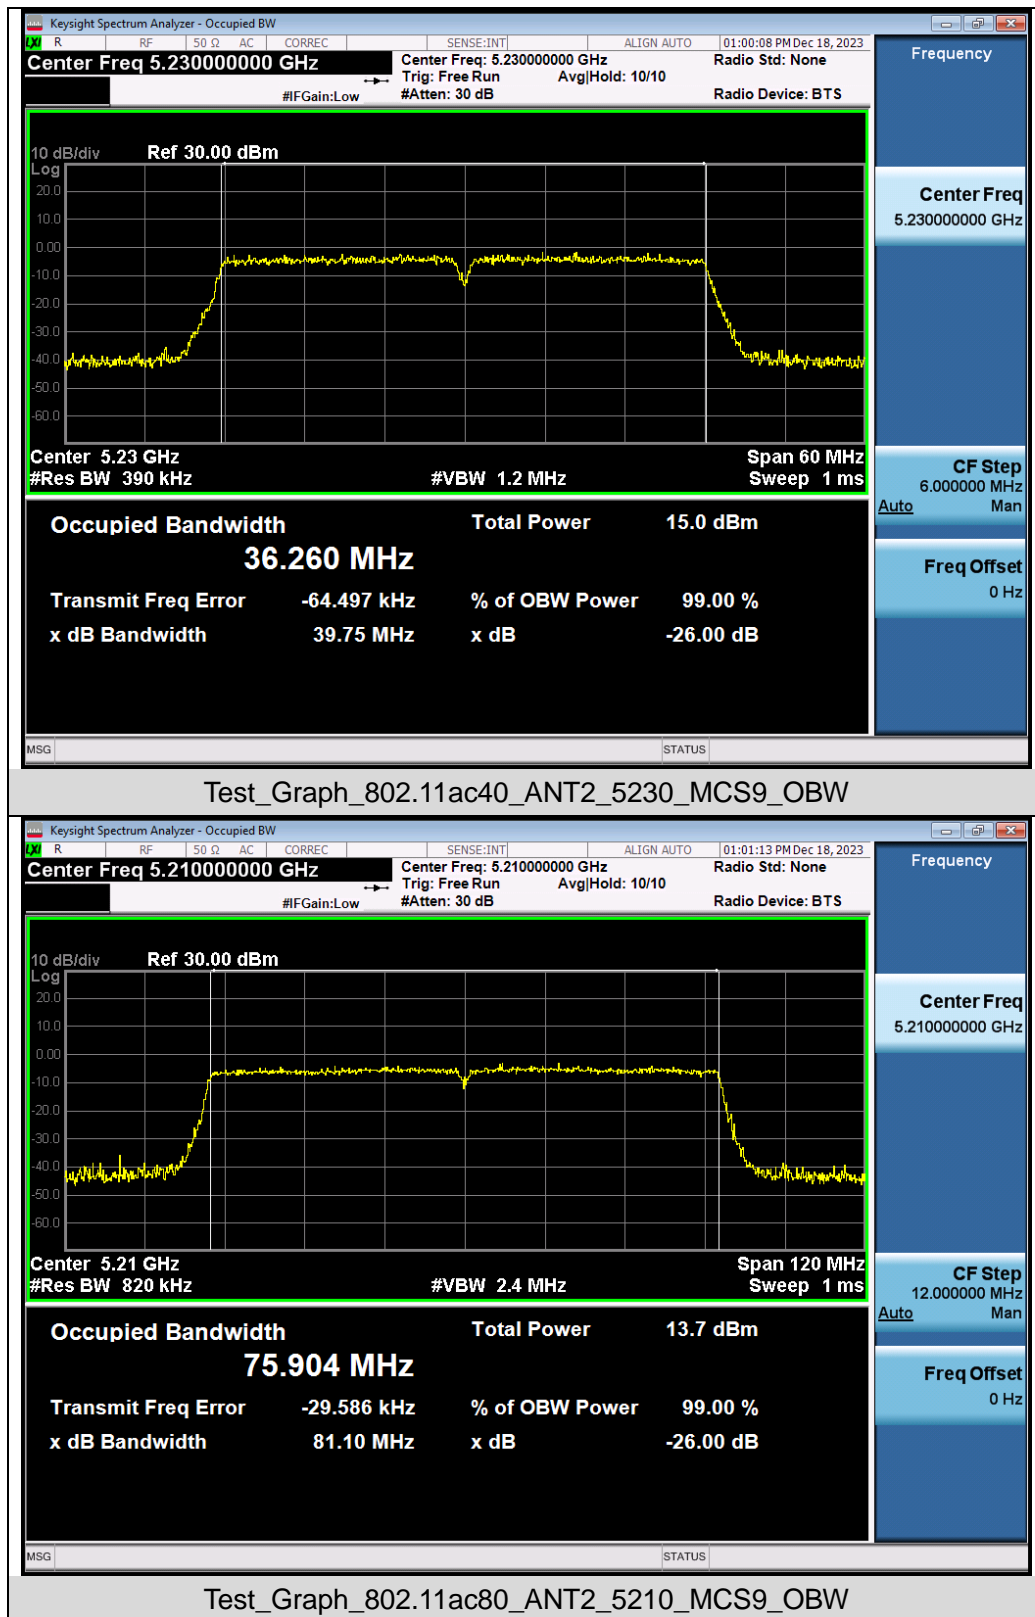 Keysight Spectrum Analyzer - Occupied BW
LXI R RF 50 Ω AC CORREC SENSE:INT ALIGN AUTO 01:00:08 PM Dec 18, 2023
Center Freq 5.230000000 GHz
Center Freq: 5.230000000 GHz
Radio Std: None
Trig: Free Run Avg|Hold: 10/10
#IFGain:Low
#Atten: 30 dB
Radio Device: BTS
Frequency
10 dB/div Ref 30.00 dBm
Log
20.0
10.0
0.00
-10.0
-20.0
-30.0
-40.0
-50.0
-60.0
Center 5.23 GHz Span 60 MHz
#Res BW 390 kHz #VBW 1.2 MHz Sweep 1 ms
Center Freq
5.230000000 GHz
CF Step
6.000000 MHz
Auto Man
Freq Offset
0 Hz
Occupied Bandwidth Total Power 15.0 dBm
36.260 MHz
Transmit Freq Error -64.497 kHz % of OBW Power 99.00 %
x dB Bandwidth 39.75 MHz x dB -26.00 dB
MSG STATUS
Test_Graph_802.11ac40_ANT2_5230_MCS9_OBW
Keysight Spectrum Analyzer - Occupied BW
LXI R RF 50 Ω AC CORREC SENSE:INT ALIGN AUTO 01:01:13 PM Dec 18, 2023
Center Freq 5.210000000 GHz
Center Freq: 5.210000000 GHz
Radio Std: None
Trig: Free Run Avg|Hold: 10/10
#IFGain:Low
#Atten: 30 dB
Radio Device: BTS
Frequency
10 dB/div Ref 30.00 dBm
Log
20.0
10.0
0.00
-10.0
-20.0
-30.0
-40.0
-50.0
-60.0
Center 5.21 GHz Span 120 MHz
#Res BW 820 kHz #VBW 2.4 MHz Sweep 1 ms
Center Freq
5.210000000 GHz
CF Step
12.000000 MHz
Auto Man
Freq Offset
0 Hz
Occupied Bandwidth Total Power 13.7 dBm
75.904 MHz
Transmit Freq Error -29.586 kHz % of OBW Power 99.00 %
x dB Bandwidth 81.10 MHz x dB -26.00 dB
MSG STATUS
Test_Graph_802.11ac80_ANT2_5210_MCS9_OBW